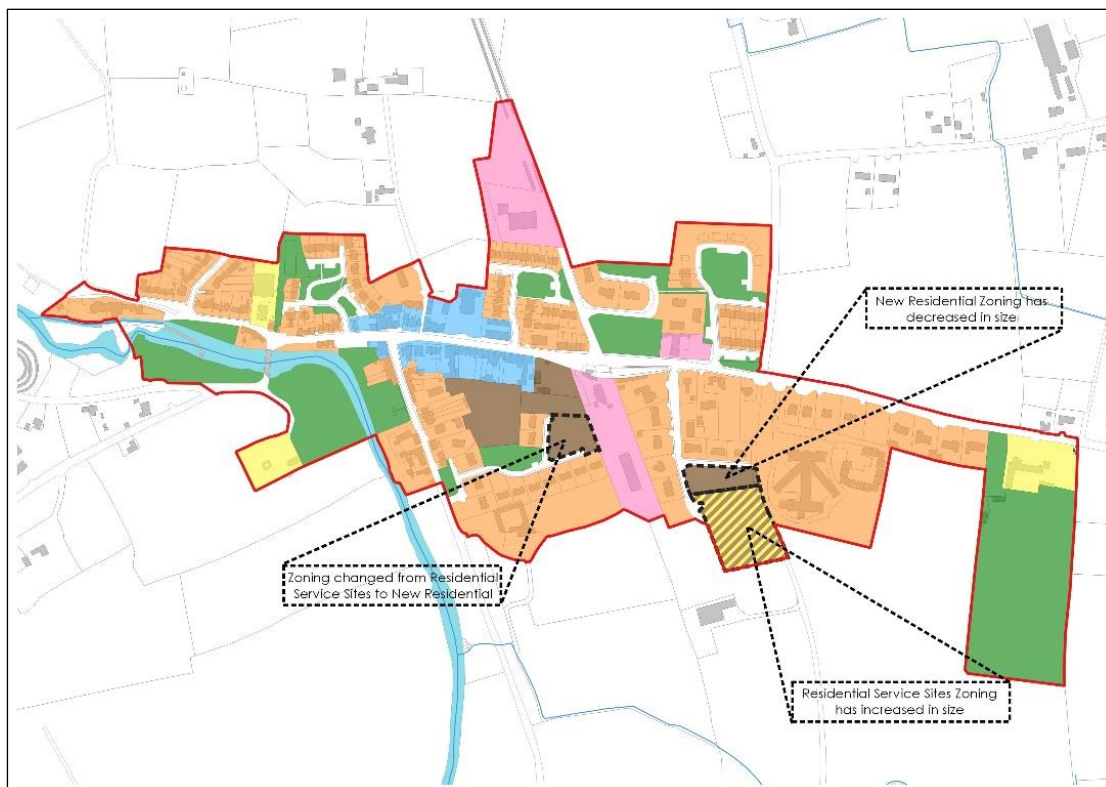 New Residential Zoning has
decreased in size
Zoning changed from Residential
Service Sites to New Residential
Residential Service Sites Zoning
has increased in size